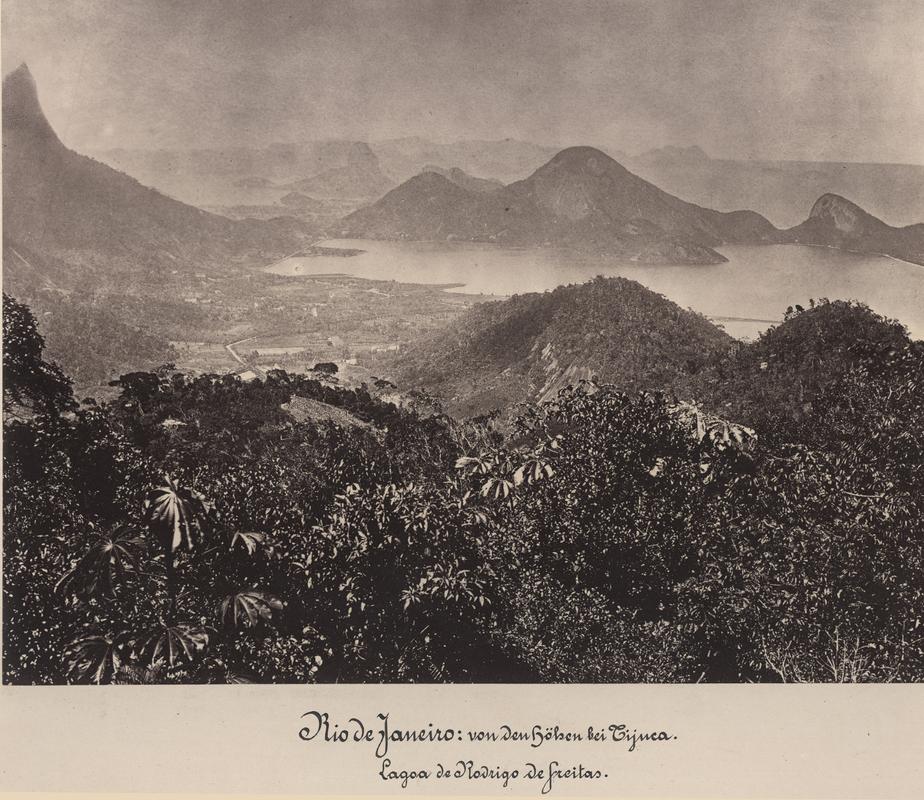 Rio de Janeiro: von den Höhen bei Tijuca.
Lagoa de Rodrigo de Freitas.